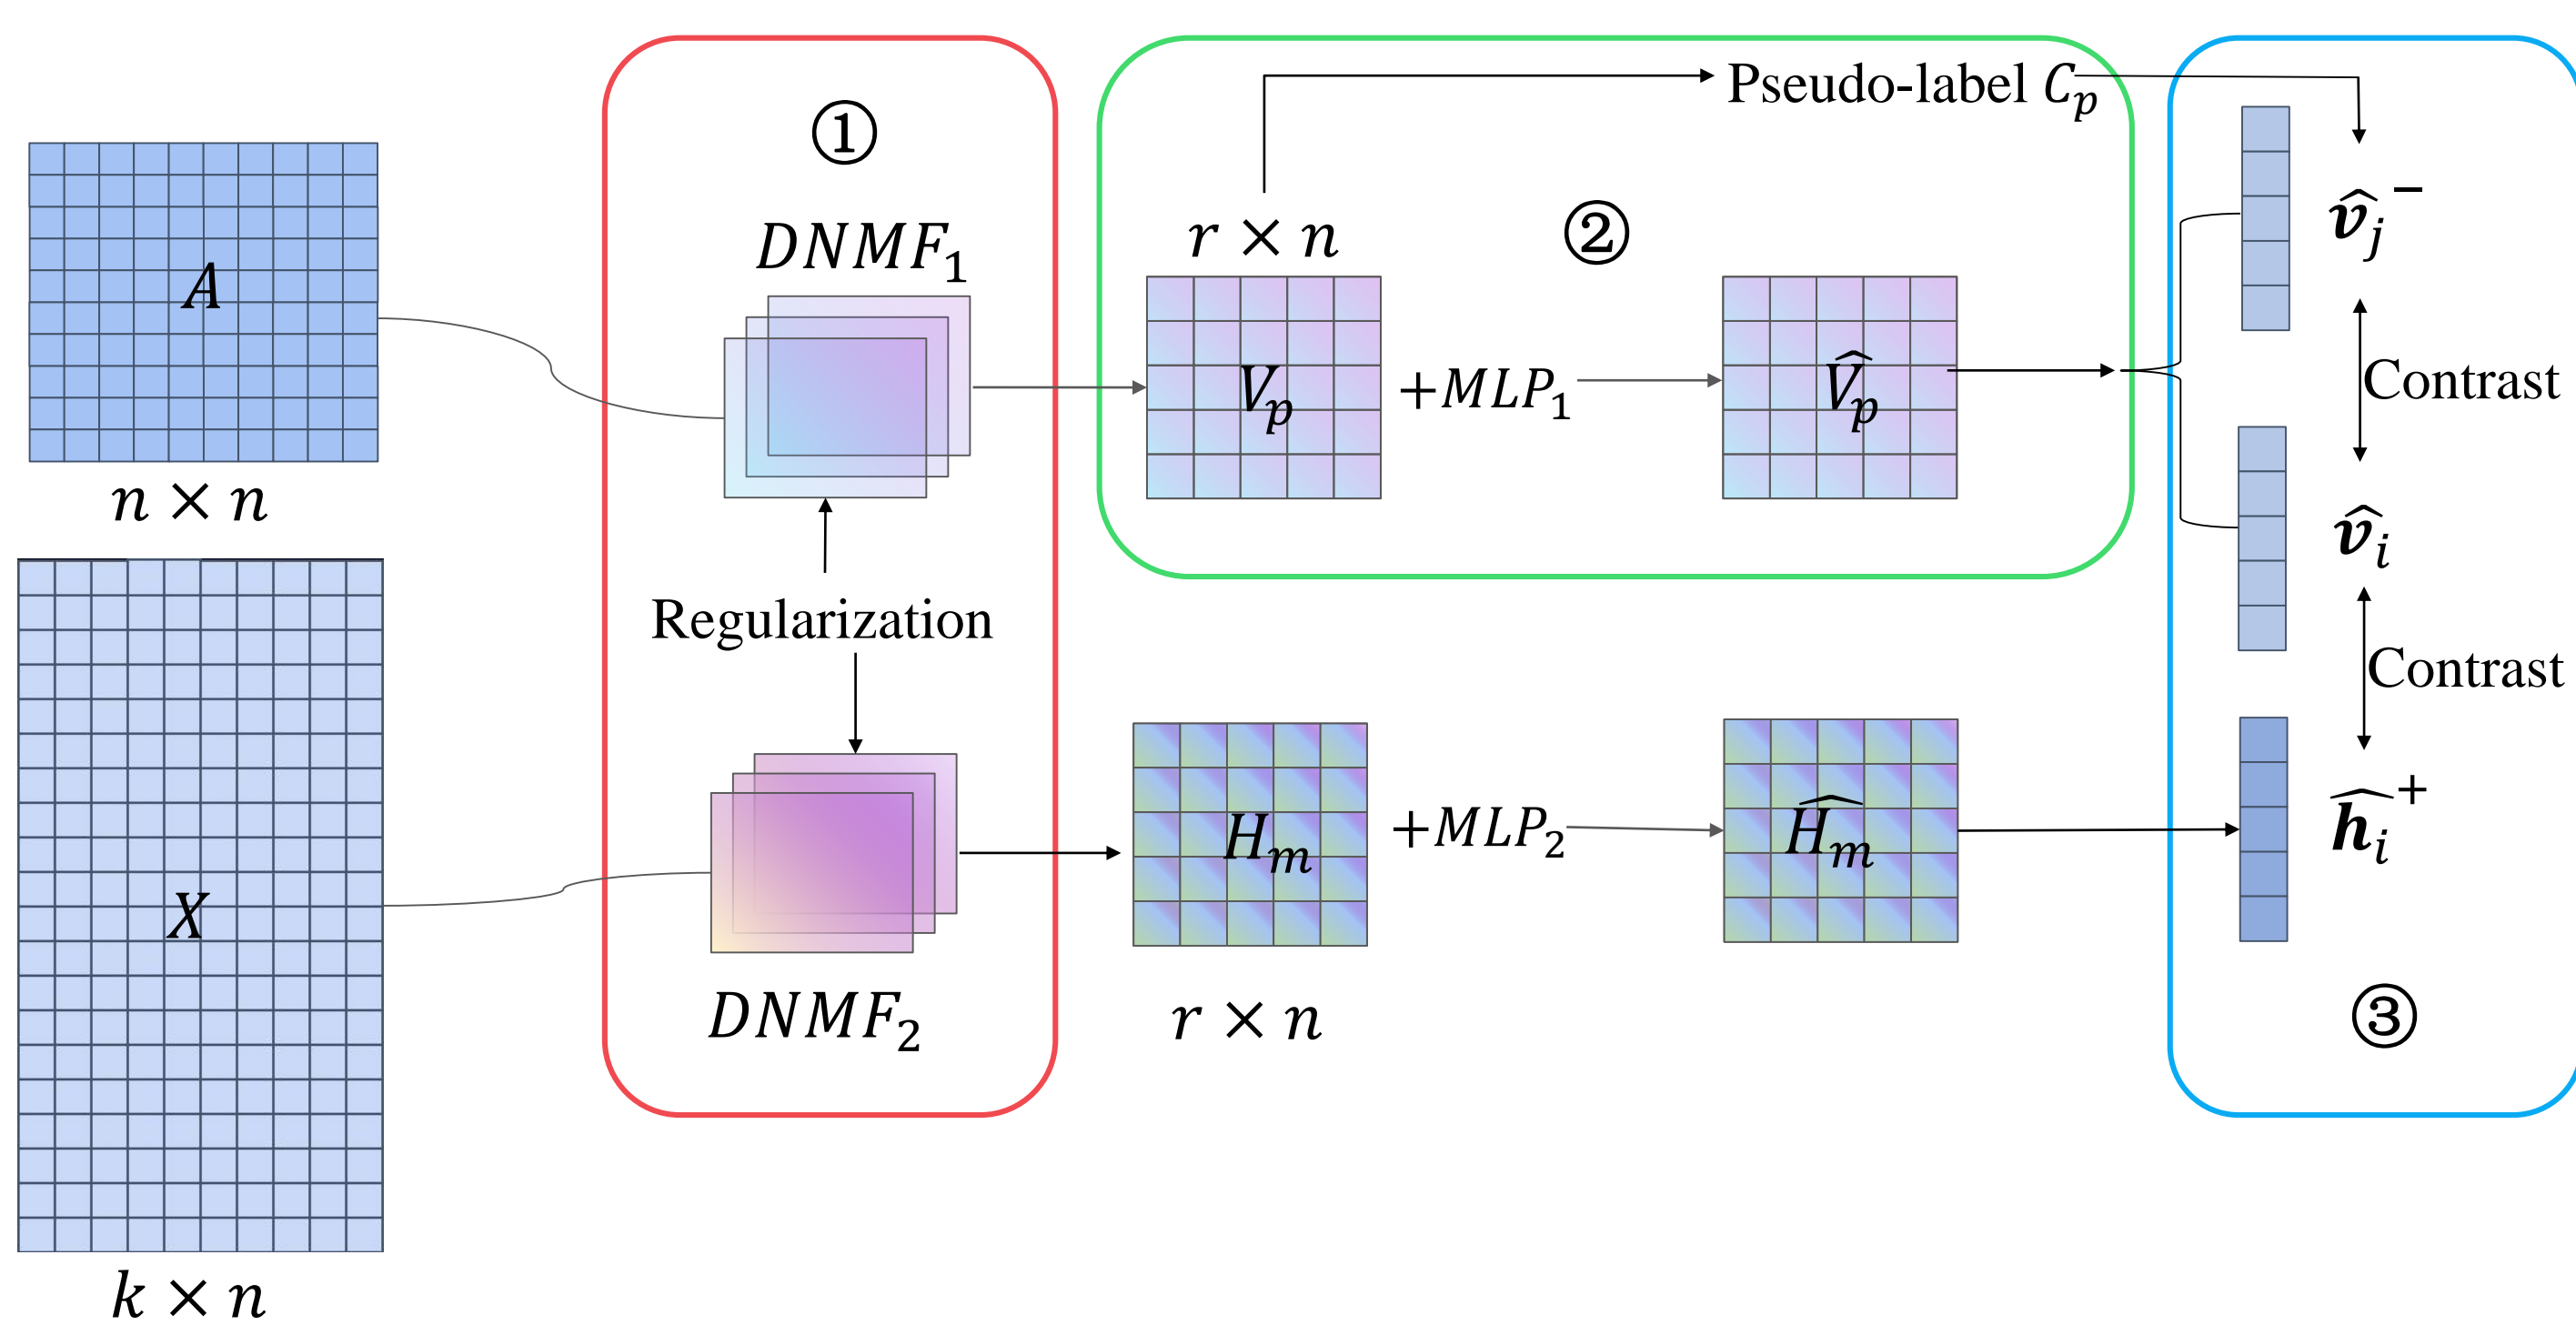 A
n × n
X
k × n
①
DNMF₁
Regularization
DNMF₂
Pseudo-label Cₚ
r × n
②
Vₚ
+MLP₁
V̂ₚ
Hₘ
+MLP₂
Ĥₘ
r × n
v̂ⱼ⁻
Contrast
v̂ᵢ
Contrast
ĥᵢ⁺
③